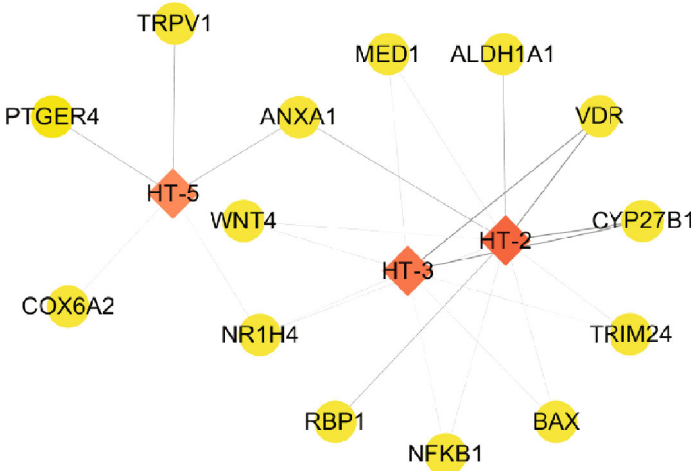 TRPV1
MED1
ALDH1A1
PTGER4
ANXA1
VDR
HT-5
WNT4
HT-2
CYP27B1
HT-3
COX6A2
NR1H4
TRIM24
RBP1
NFKB1
BAX